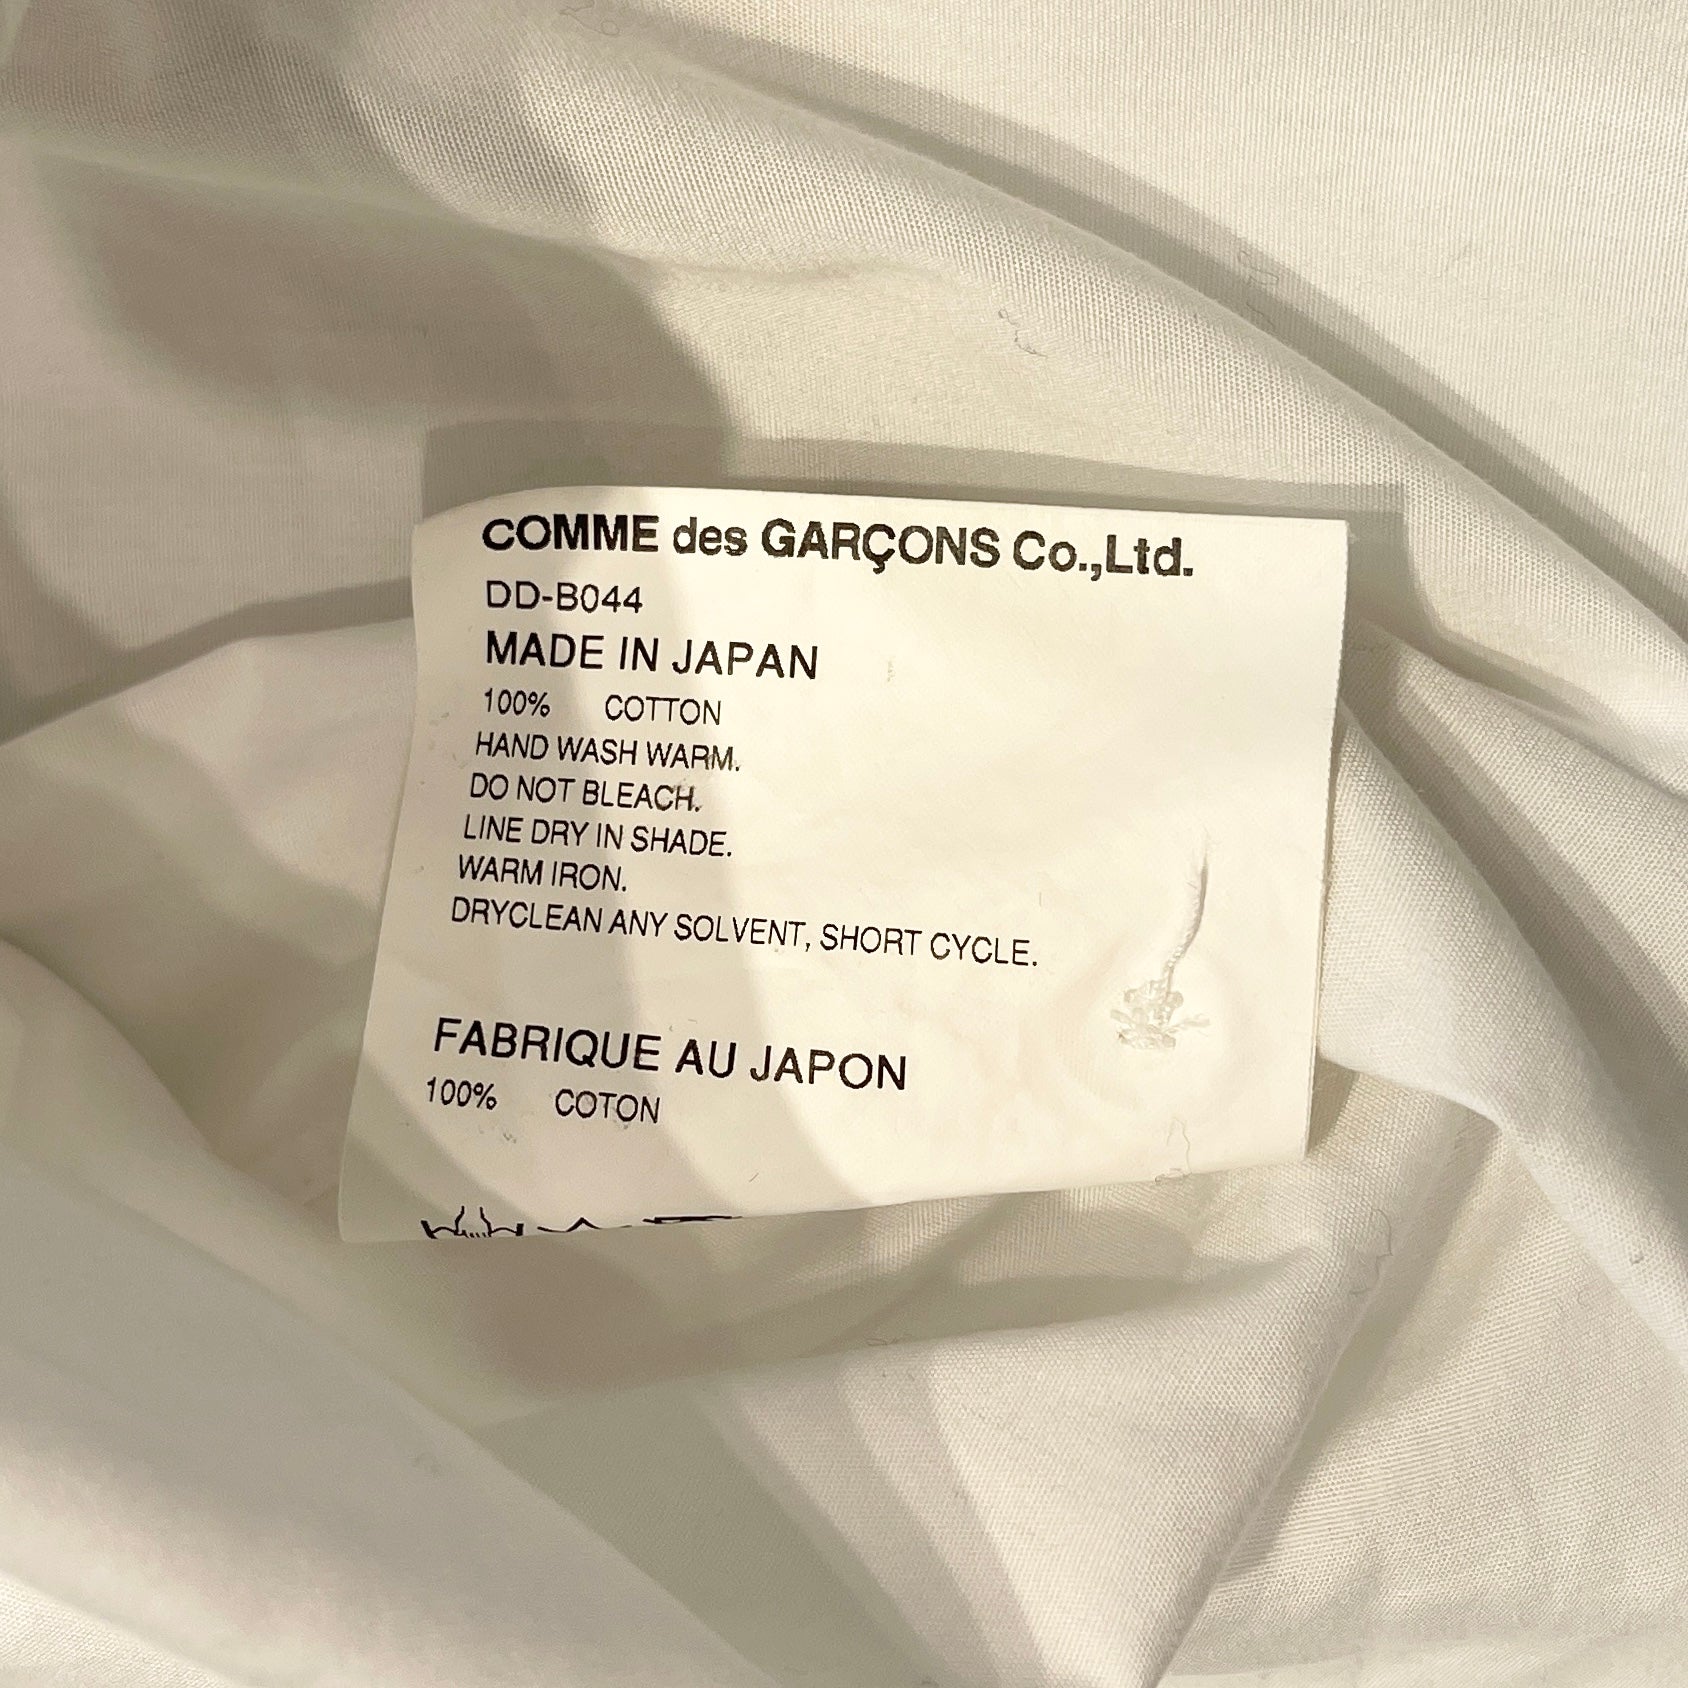 COMME des GARÇONS Co.,Ltd.
DD-B044
MADE IN JAPAN
100% COTTON
HAND WASH WARM.
DO NOT BLEACH.
LINE DRY IN SHADE.
WARM IRON.
DRYCLEAN ANY SOLVENT, SHORT CYCLE.
FABRIQUE AU JAPON
100% COTON